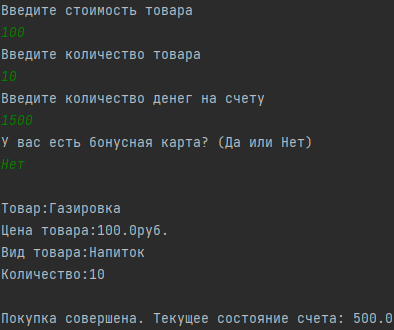 Введите стоимость товара
100
Введите количество товара
10
Введите количество денег на счету
1500
У вас есть бонусная карта? (Да или Нет)
Нет
Товар:Газировка
Цена товара:100.0руб.
Вид товара:Напиток
Количество:10
Покупка совершена. Текущее состояние счета: 500.0